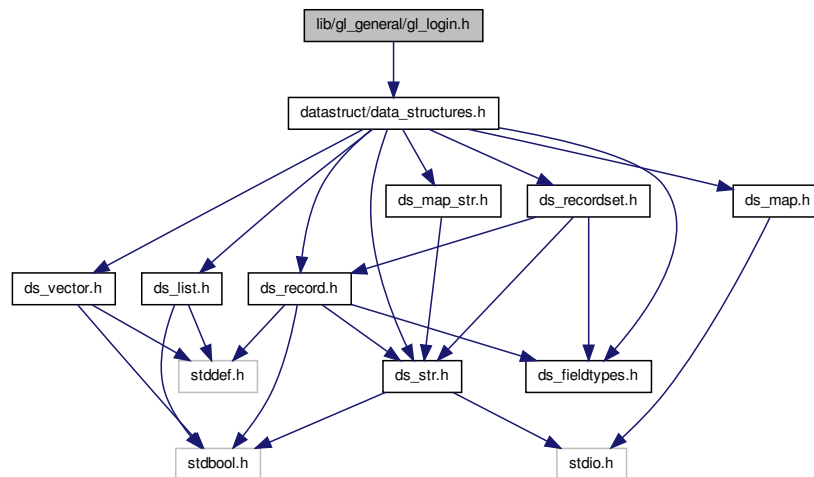 lib/gl_general/gl_login.h
datastruct/data_structures.h
ds_map_str.h
ds_recordset.h
ds_map.h
ds_vector.h
ds_list.h
ds_record.h
stddef.h
ds_str.h
ds_fieldtypes.h
stdbool.h
stdio.h